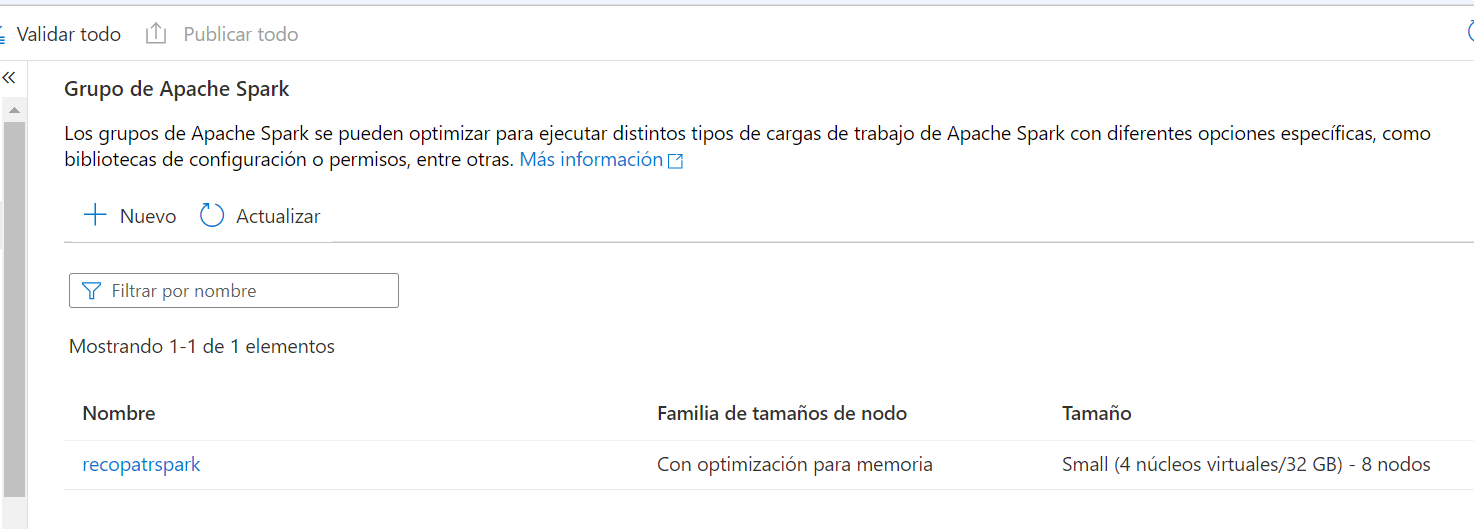 Validar todo Publicar todo
Grupo de Apache Spark
Los grupos de Apache Spark se pueden optimizar para ejecutar distintos tipos de cargas de trabajo de Apache Spark con diferentes opciones específicas, como
bibliotecas de configuración o permisos, entre otras. Más información
Nuevo Actualizar
Filtrar por nombre
Mostrando 1-1 de 1 elementos
Nombre Familia de tamaños de nodo Tamaño
recopatrspark Con optimización para memoria Small (4 núcleos virtuales/32 GB) - 8 nodos